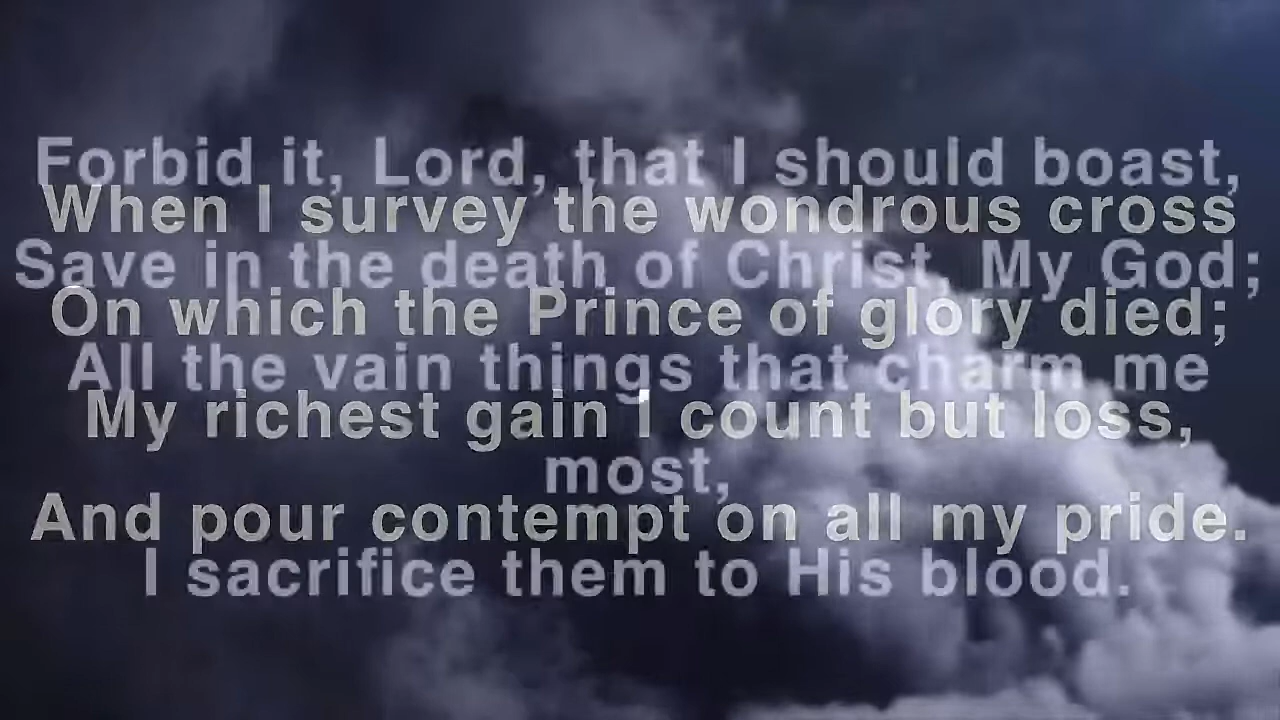 Forbid it, Lord, that I should boast,
When I survey the wondrous cross
Save in the death of Christ, My God;
On which the Prince of glory died;
All the vain things that charm me
My richest gain I count but loss,
most,
And pour contempt on all my pride.
I sacrifice them to His blood.